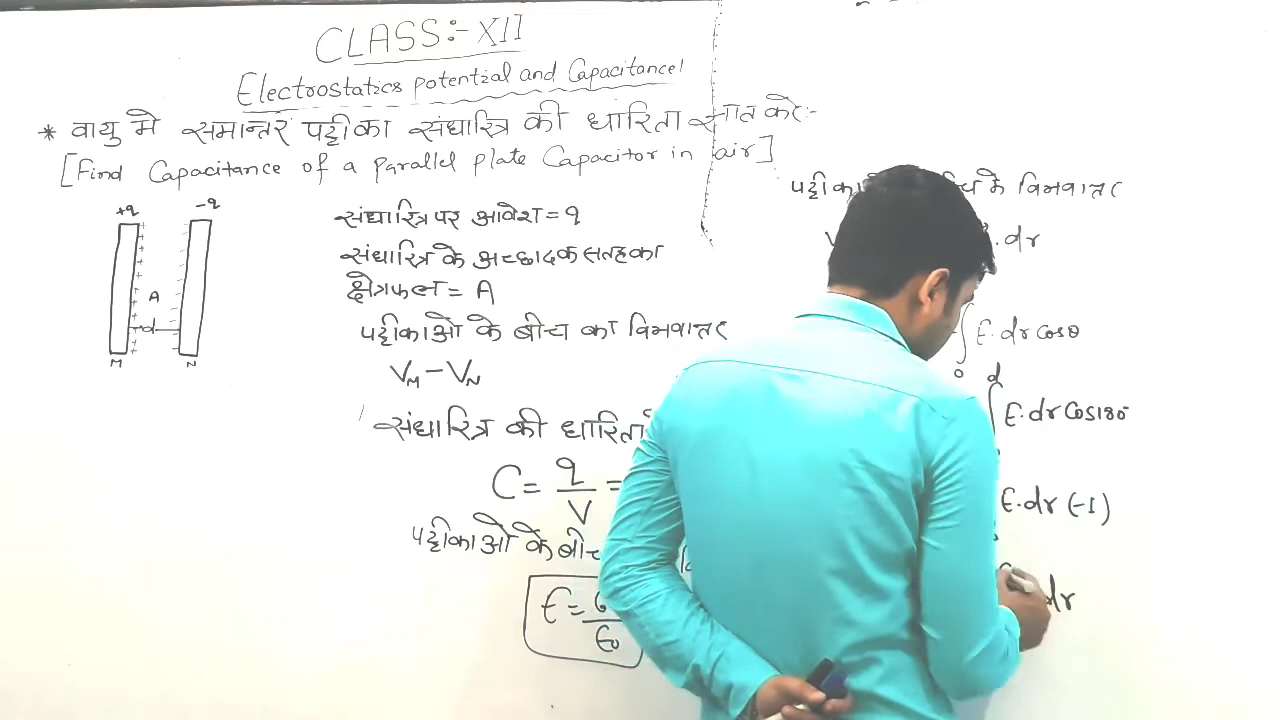 CLASS:- XII
Electrostatics potential and Capacitance!
* वायु मे समान्तर पट्टीका संधारित्र की धारिता ज्ञात करे:-
[Find Capacitance of a parallel plate Capacitor in air]
+q -q
A
d
M N
संधारित्र पर आवेश = q
संधारित्र के अच्छादक सतह का
क्षेत्रफल = A
पट्टीकाओ के बीच का विभवान्तर
V_M - V_N
संधारित्र की धारिता
C = q/V =
पट्टीकाओ के बीच
E = σ/ε₀
के विभवान्तर
. dr
∫₀ E. dr cosθ
d
∫ E. dr Cos180°
E. dr (-1)
dr